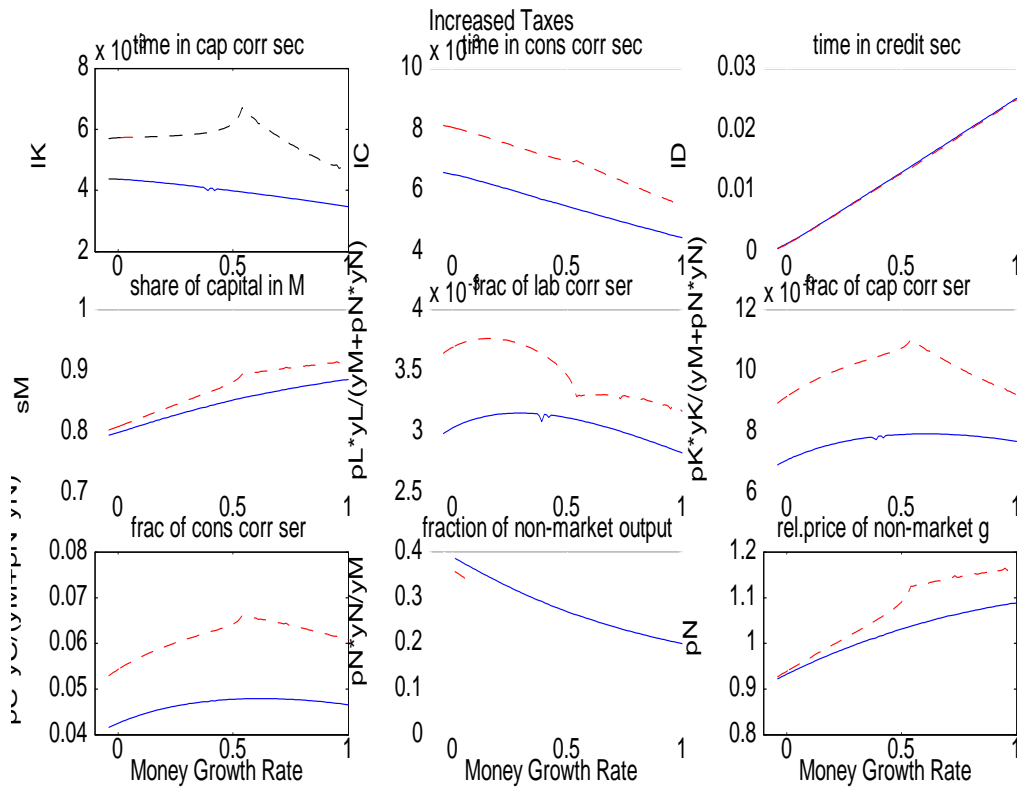 Increased Taxes
x 10
time in cap corr sec
8
6
4
2
0
0.5
1
IK
x 10
time in cons corr sec
10
8
6
4
0
0.5
1
IC
time in credit sec
0.03
0.02
0.01
0
0
0.5
1
ID
share of capital in M
1
0.9
0.8
0.7
0
0.5
1
sM
x 10
frac of lab corr ser
4
3.5
3
2.5
0
0.5
1
pL*yL/(yM+pN*yN)
x 10
frac of cap corr ser
12
10
8
6
0
0.5
1
pK*yK/(yM+pN*yN)
frac of cons corr ser
0.08
0.07
0.06
0.05
0.04
0
0.5
1
Money Growth Rate
fraction of non-market output
0.4
0.3
0.2
0.1
0
0
0.5
1
pN*yN/yM
Money Growth Rate
rel.price of non-market g
1.2
1.1
1
0.9
0.8
0
0.5
1
pN
Money Growth Rate